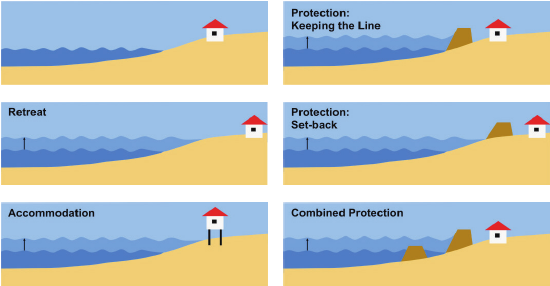 Protection:
Keeping the Line
Retreat
Protection:
Set-back
Accommodation
Combined Protection